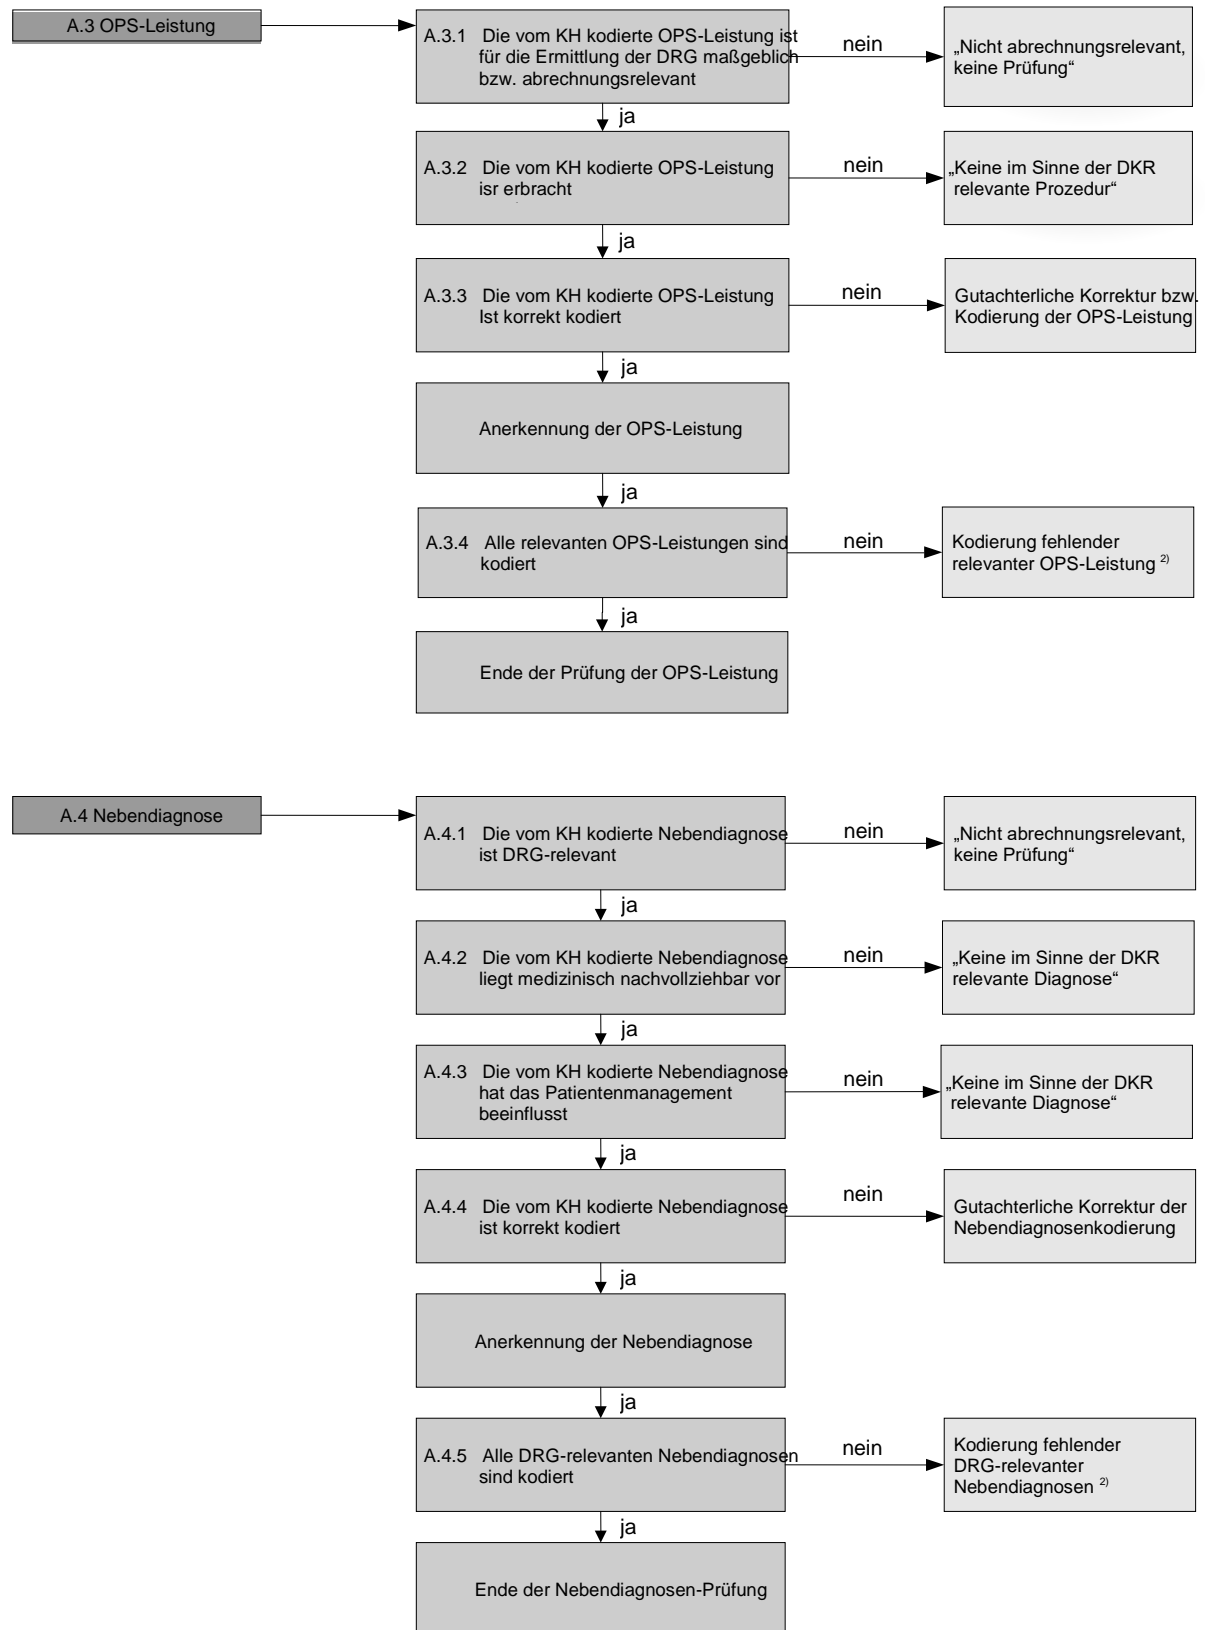 A.3 OPS-Leistung
A.3.1 Die vom KH kodierte OPS-Leistung ist
für die Ermittlung der DRG maßgeblich
bzw. abrechnungsrelevant
nein
„Nicht abrechnungsrelevant,
keine Prüfung“
ja
A.3.2 Die vom KH kodierte OPS-Leistung
isr erbracht
nein
„Keine im Sinne der DKR
relevante Prozedur“
ja
A.3.3 Die vom KH kodierte OPS-Leistung
Ist korrekt kodiert
nein
Gutachterliche Korrektur bzw.
Kodierung der OPS-Leistung
ja
Anerkennung der OPS-Leistung
ja
A.3.4 Alle relevanten OPS-Leistungen sind
kodiert
nein
Kodierung fehlender
relevanter OPS-Leistung 2)
ja
Ende der Prüfung der OPS-Leistung
A.4 Nebendiagnose
A.4.1 Die vom KH kodierte Nebendiagnose
ist DRG-relevant
nein
„Nicht abrechnungsrelevant,
keine Prüfung“
ja
A.4.2 Die vom KH kodierte Nebendiagnose
liegt medizinisch nachvollziehbar vor
nein
„Keine im Sinne der DKR
relevante Diagnose“
ja
A.4.3 Die vom KH kodierte Nebendiagnose
hat das Patientenmanagement
beeinflusst
nein
„Keine im Sinne der DKR
relevante Diagnose“
ja
A.4.4 Die vom KH kodierte Nebendiagnose
ist korrekt kodiert
nein
Gutachterliche Korrektur der
Nebendiagnosenkodierung
ja
Anerkennung der Nebendiagnose
ja
A.4.5 Alle DRG-relevanten Nebendiagnosen
sind kodiert
nein
Kodierung fehlender
DRG-relevanter
Nebendiagnosen 2)
ja
Ende der Nebendiagnosen-Prüfung